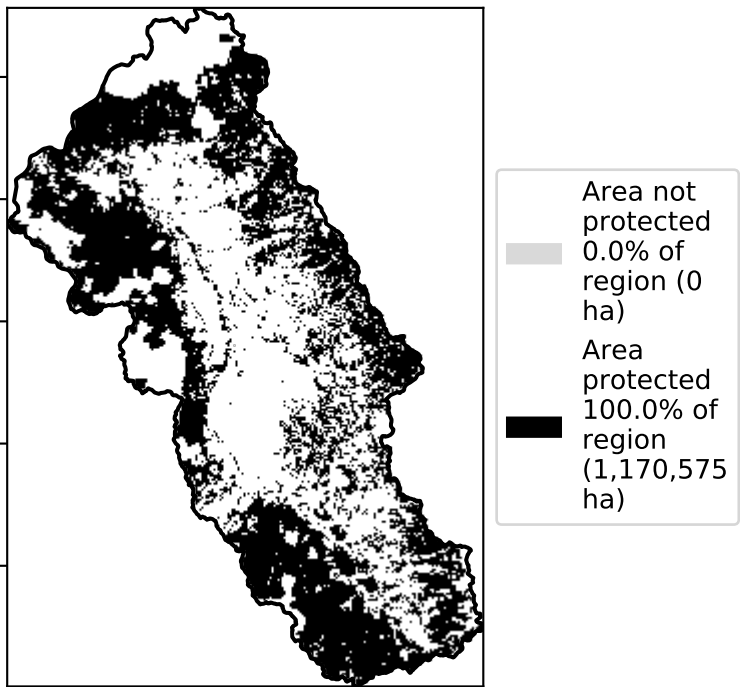 Area not
protected
0.0% of
region (0
ha)
Area
protected
100.0% of
region
(1,170,575
ha)